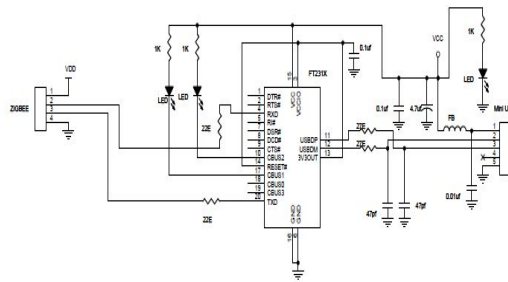 1K
1K
1K
VCC
0.1uf
VDD
FT231X
LED
LED
LED
ZIGBEE
1
2
3
4
15
3
VCC
VCCIO
0.1uf
4.7uf
Mini U
1
DTR#
2
RTS#
4
RXD
5
RI#
7
DSR#
8
DCD#
9
CTS#
10
CBUS2
14
RESET#
17
CBUS1
18
CBUS0
19
CBUS3
20
TXD
USBDP
11
USBDM
12
3V3OUT
13
22E
27E
27E
FB
1
2
3
4
5
0.01uf
22E
47pf
47pf
GND
GND
16
6